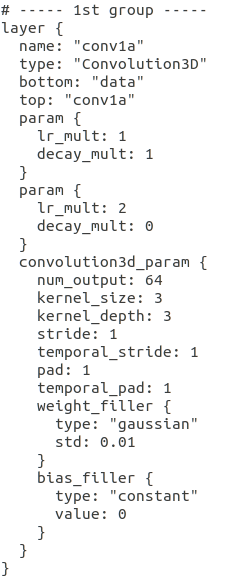 # ----- 1st group -----
layer {
  name: "conv1a"
  type: "Convolution3D"
  bottom: "data"
  top: "conv1a"
  param {
    lr_mult: 1
    decay_mult: 1
  }
  param {
    lr_mult: 2
    decay_mult: 0
  }
  convolution3d_param {
    num_output: 64
    kernel_size: 3
    kernel_depth: 3
    stride: 1
    temporal_stride: 1
    pad: 1
    temporal_pad: 1
    weight_filler {
      type: "gaussian"
      std: 0.01
    }
    bias_filler {
      type: "constant"
      value: 0
    }
  }
}